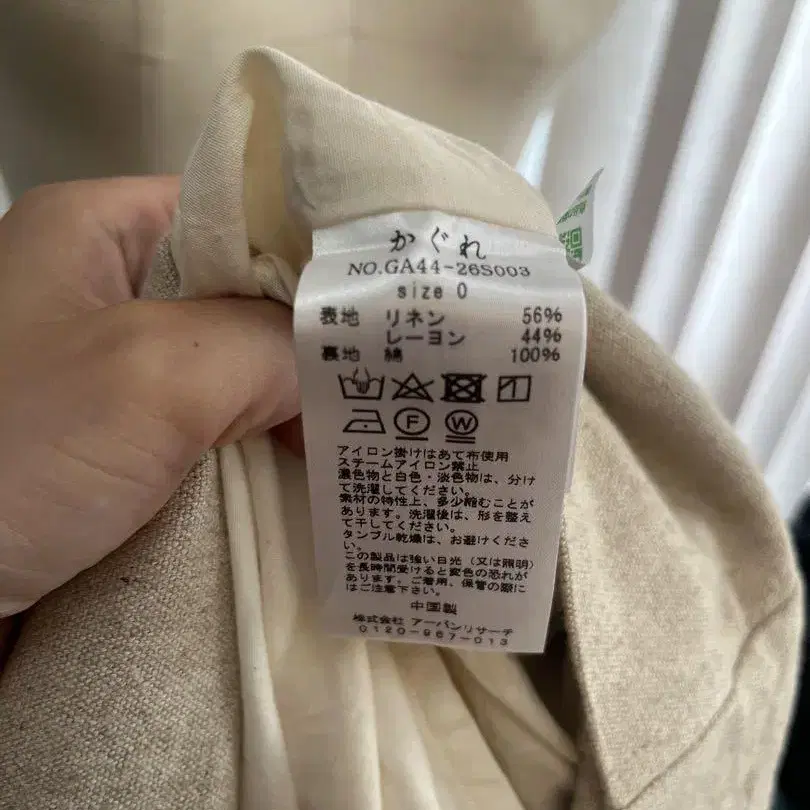 かぐれ
NO.GA44-26S003
size 0
表地 リネン 56%
レーヨン 44%
裏地 綿 100%
F W
アイロン掛けはあて布使用
スチームアイロン禁止
濃色物と白色・淡色物は、分け
て洗濯してください。
素材の特性上、多少縮むことが
あります。洗濯後は、形を整え
て干してください。
タンブル乾燥は、お避けくださ
い。
この製品は強い日光(又は照明)
を長時間受けると変色の恐れが
あります。ご着用、保管の際に
はご注意下さい。
中国製
株式会社 アーバンリサーチ
0120-967-013